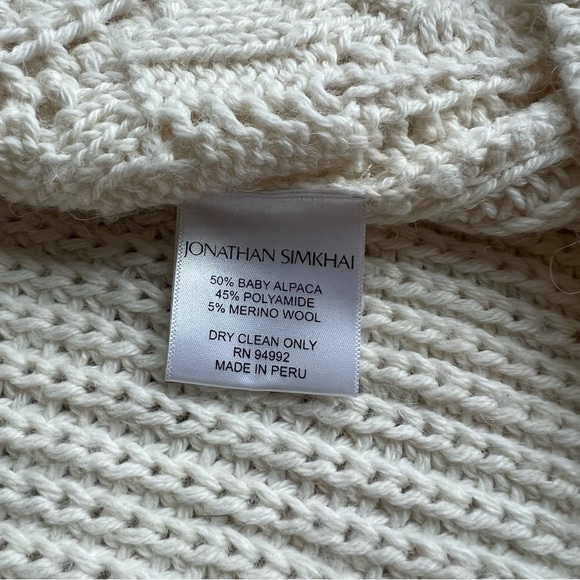 JONATHAN SIMKHAI
50% BABY ALPACA
45% POLYAMIDE
5% MERINO WOOL
DRY CLEAN ONLY
RN 94992
MADE IN PERU